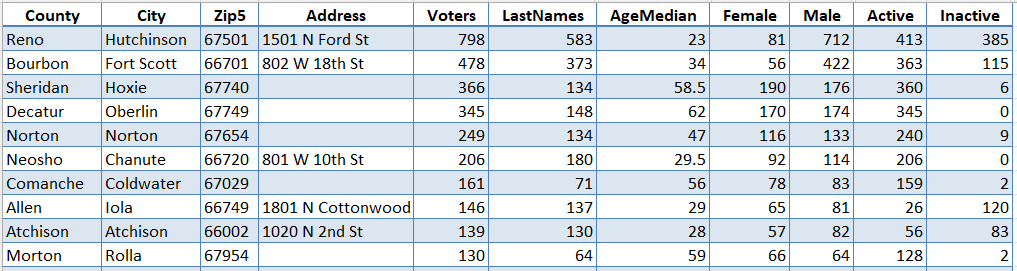 County City Zip5 Address Voters LastNames AgeMedian Female Male Active Inactive
Reno Hutchinson 67501 1501 N Ford St 798 583 23 81 712 413 385
Bourbon Fort Scott 66701 802 W 18th St 478 373 34 56 422 363 115
Sheridan Hoxie 67740 366 134 58.5 190 176 360 6
Decatur Oberlin 67749 345 148 62 170 174 345 0
Norton Norton 67654 249 134 47 116 133 240 9
Neosho Chanute 66720 801 W 10th St 206 180 29.5 92 114 206 0
Comanche Coldwater 67029 161 71 56 78 83 159 2
Allen Iola 66749 1801 N Cottonwood 146 137 29 65 81 26 120
Atchison Atchison 66002 1020 N 2nd St 139 130 28 57 82 56 83
Morton Rolla 67954 130 64 59 66 64 128 2